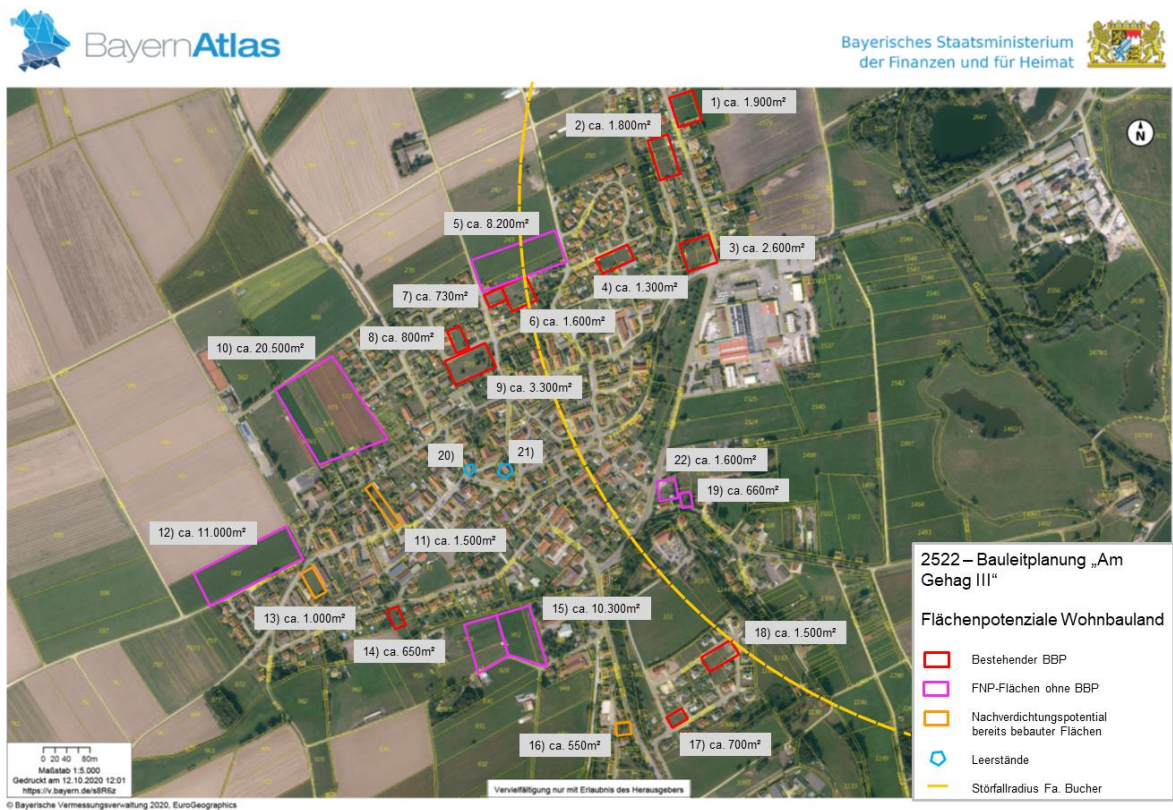 BayernAtlas
Bayerisches Staatsministerium
der Finanzen und für Heimat
1) ca. 1.900m²
2) ca. 1.800m²
N
5) ca. 8.200m²
3) ca. 2.600m²
4) ca. 1.300m²
7) ca. 730m²
6) ca. 1.600m²
8) ca. 800m²
10) ca. 20.500m²
9) ca. 3.300m²
20)
21)
22) ca. 1.600m²
19) ca. 660m²
12) ca. 11.000m²
11) ca. 1.500m²
13) ca. 1.000m²
15) ca. 10.300m²
14) ca. 650m²
18) ca. 1.500m²
16) ca. 550m²
17) ca. 700m²
2522 – Bauleitplanung „Am
Gehag III“
Flächenpotenziale Wohnbauland
Bestehender BBP
FNP-Flächen ohne BBP
Nachverdichtungspotential
bereits bebauter Flächen
Leerstände
Störfallradius Fa. Bucher
0 20 40 80m
Maßstab 1:5.000
Gedruckt am 12.10.2020 12:01
https://v.bayern.de/s8R6z
Vervielfältigung nur mit Erlaubnis des Herausgebers
© Bayerische Vermessungsverwaltung 2020, EuroGeographics